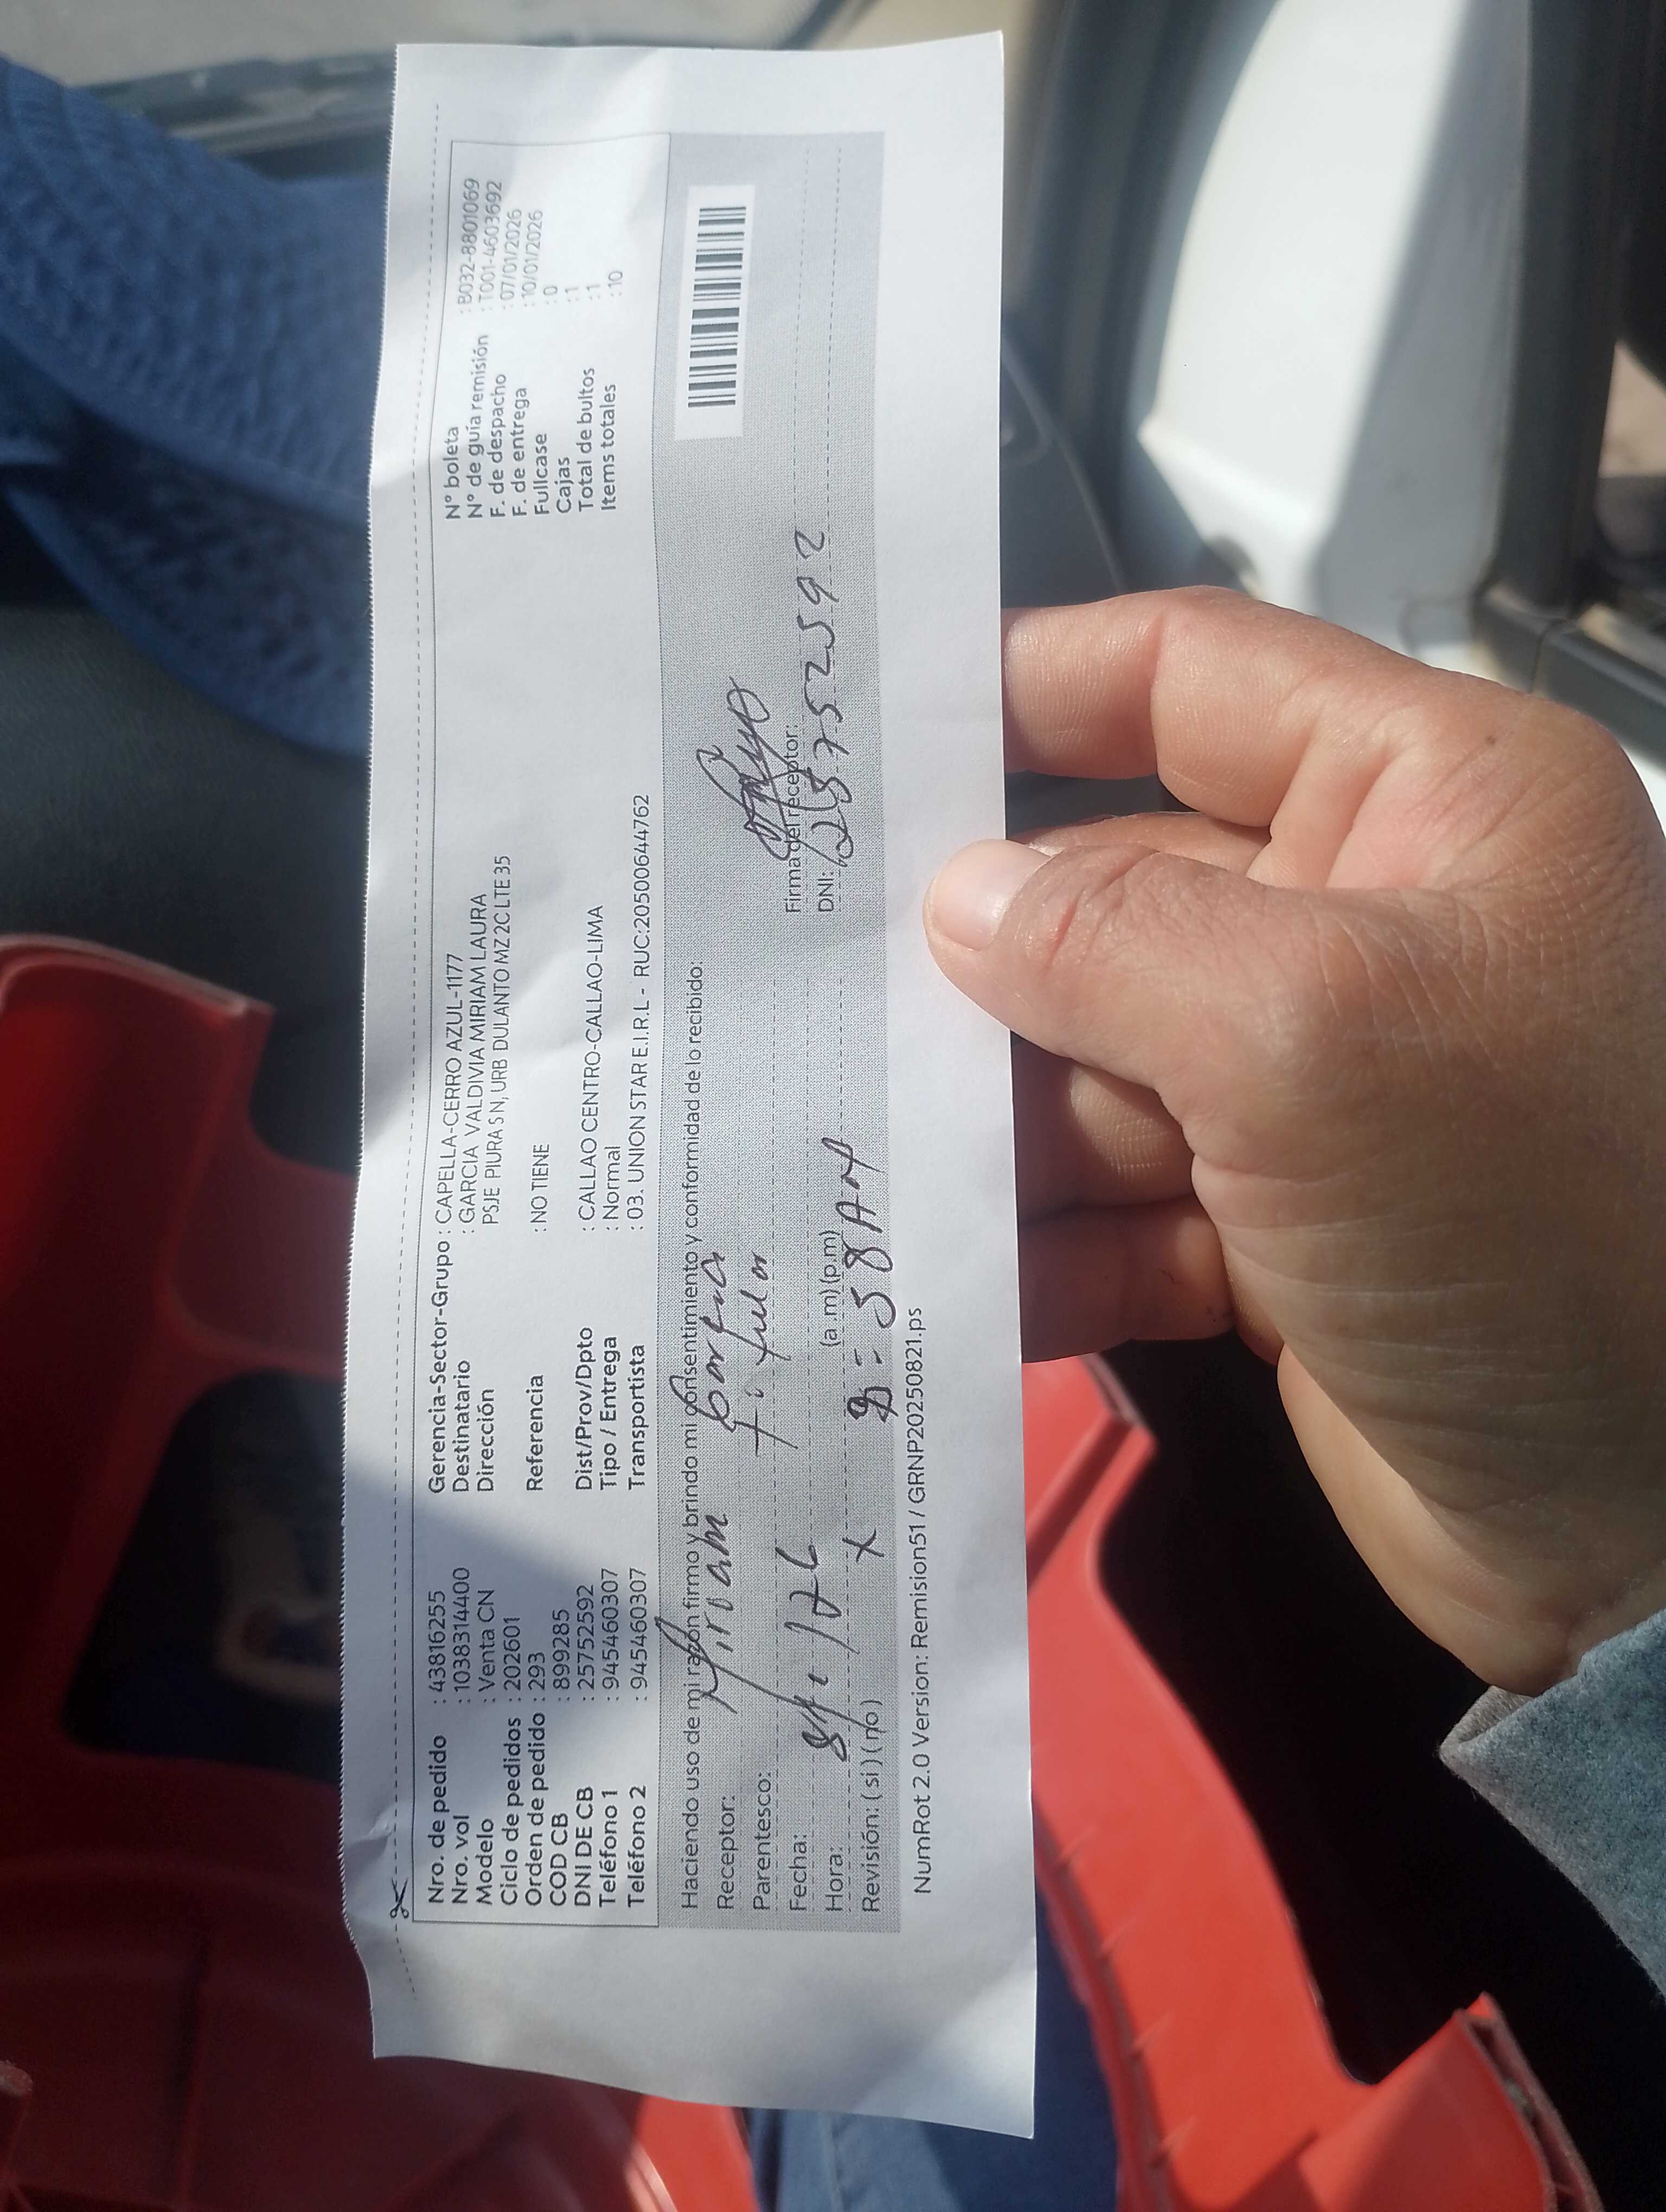 Nro. de pedido : 43816255
Nro. vol : 1038314400
Modelo : Venta CN
Ciclo de pedidos : 202601
Orden de pedido : 293
COD CB : 899285
DNI DE CB : 25752592
Teléfono 1 : 945460307
Teléfono 2 : 945460307
Gerencia-Sector-Grupo : CAPELLA-CERRO AZUL-1177
Destinatario : GARCIA VALDIVIA MIRIAM LAURA
Dirección PSJE PIURA S N, URB DULANTO MZ 2C LTE 35
Referencia : NO TIENE
Dist/Prov/Dpto : CALLAO CENTRO-CALLAO-LIMA
Tipo / Entrega : Normal
Transportista : 03. UNION STAR E.I.R.L - RUC:20500644762
N° boleta : B032-8801069
N° de guía remisión : T001-4603692
F. de despacho : 07/01/2026
F. de entrega : 10/01/2026
Fullcase : 0
Cajas : 1
Total de bultos : 1
Items totales : 10
Haciendo uso de mi razón firmo y brindo mi consentimiento y conformidad de lo recibido:
Receptor:
Parentesco:
Fecha:
Hora: (a.m) (p.m)
Revisión: ( si ) ( no ) X 8:58 AM
Firma del receptor:
DNI: 25752592
NumRot 2.0 Version: Remision51 / GRNP20250821.ps